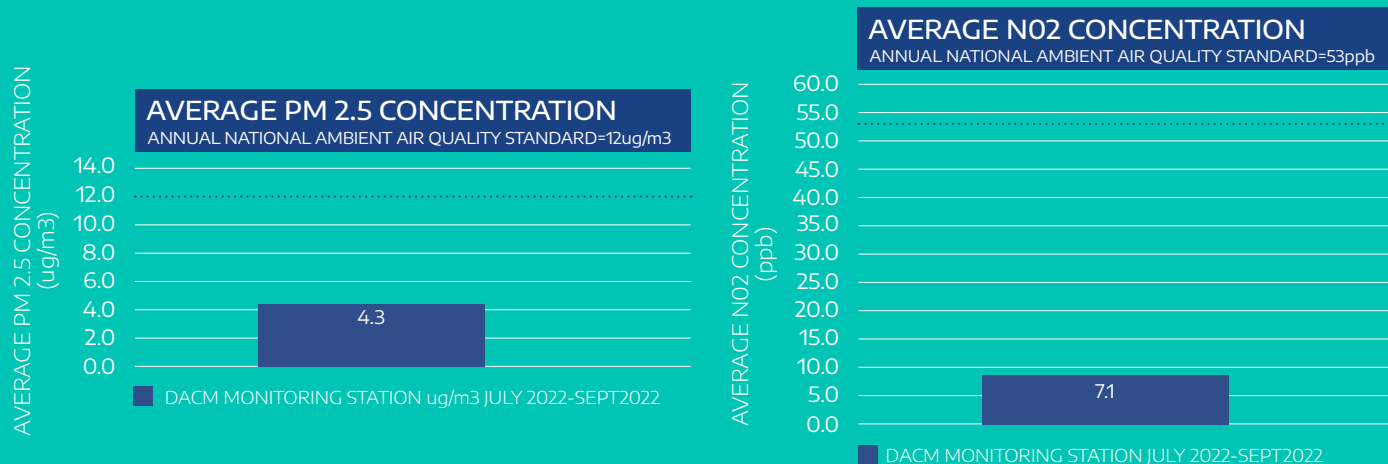 AVERAGE PM 2.5 CONCENTRATION
ANNUAL NATIONAL AMBIENT AIR QUALITY STANDARD=12ug/m3
AVERAGE PM 2.5 CONCENTRATION
(ug/m3)
14.0
12.0
10.0
8.0
6.0
4.0
2.0
0.0
4.3
DACM MONITORING STATION ug/m3 JULY 2022-SEPT2022
AVERAGE N02 CONCENTRATION
ANNUAL NATIONAL AMBIENT AIR QUALITY STANDARD=53ppb
AVERAGE N02 CONCENTRATION
(ppb)
60.0
55.0
50.0
45.0
40.0
35.0
30.0
25.0
20.0
15.0
10.0
5.0
0.0
7.1
DACM MONITORING STATION JULY 2022-SEPT2022